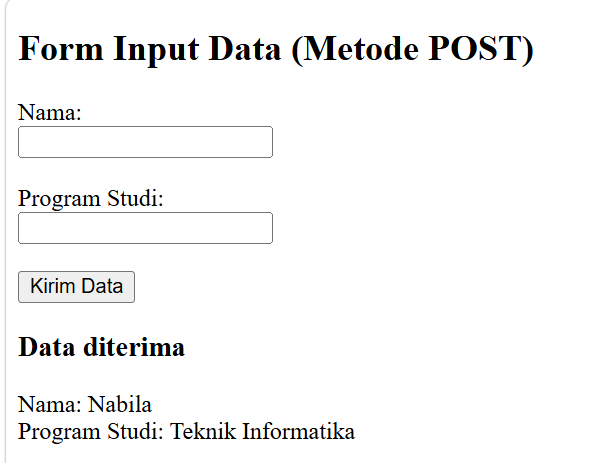 Form Input Data (Metode POST)
Nama:
Program Studi:
Kirim Data
Data diterima
Nama: Nabila
Program Studi: Teknik Informatika